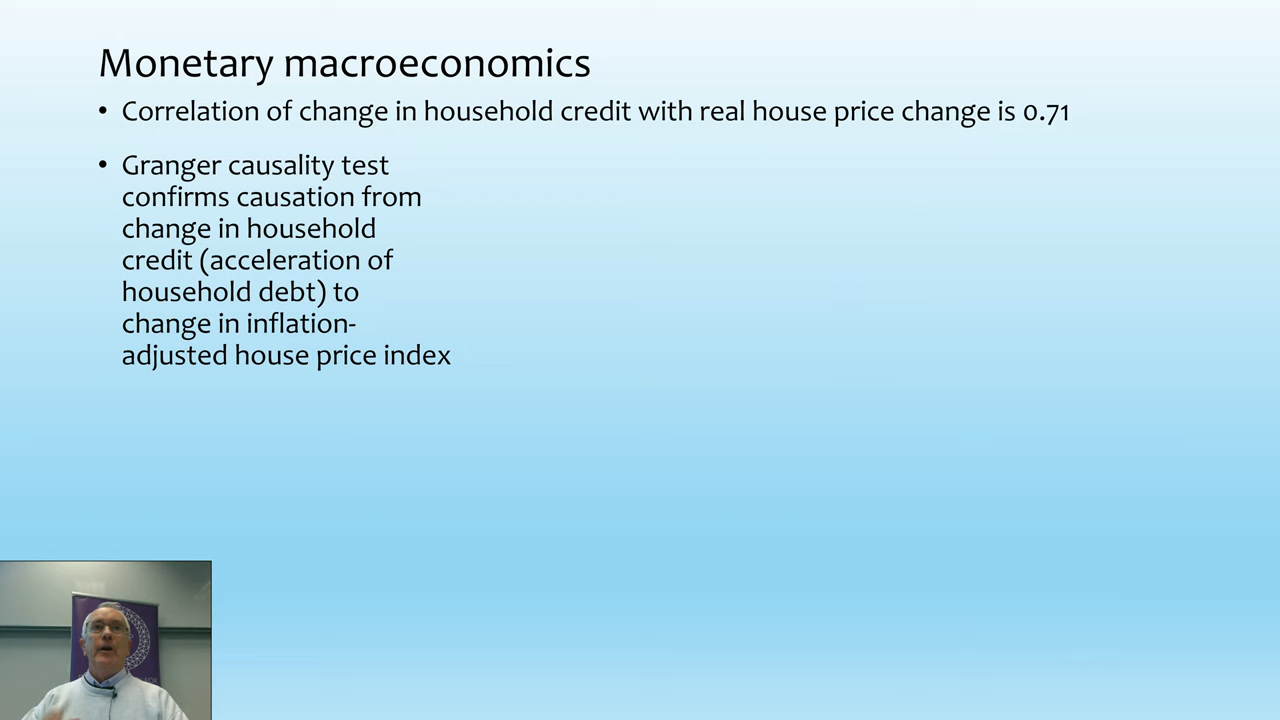 Monetary macroeconomics
• Correlation of change in household credit with real house price change is 0.71
• Granger causality test
confirms causation from
change in household
credit (acceleration of
household debt) to
change in inflation-
adjusted house price index